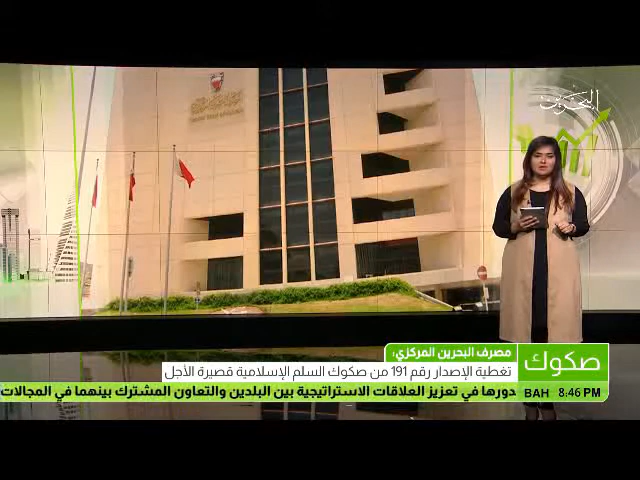 البحرين
مصرف البحرين المركزي:
صكوك
تغطية الإصدار رقم 191 من صكوك السلم الإسلامية قصيرة الأجل
BAH 8:46 PM
دورها في تعزيز العلاقات الاستراتيجية بين البلدين والتعاون المشترك بينهما في المجالات